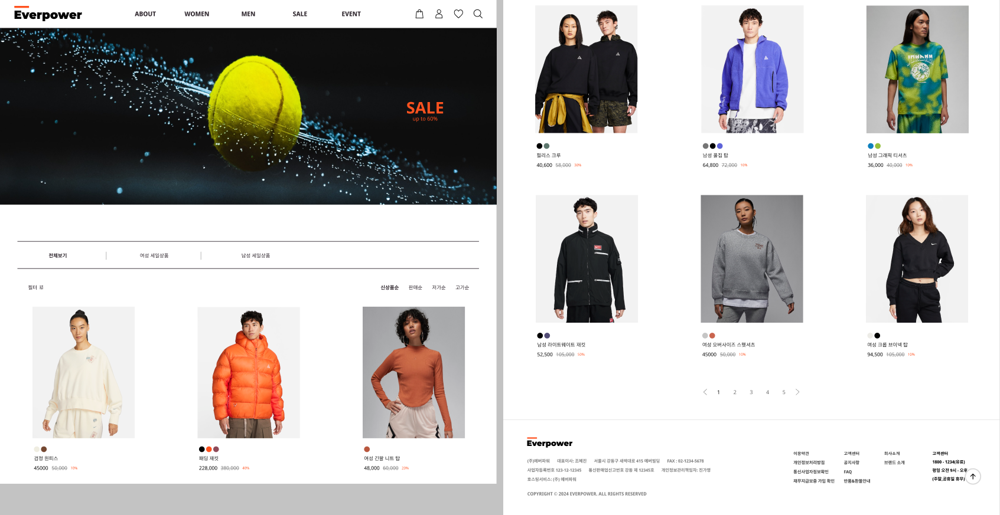 Everpower
ABOUT WOMEN MEN SALE EVENT
SALE
up to 60%
전체보기 여성 세일상품 남성 세일상품
필터
신상품순 판매순 저가순 고가순
검정 원피스
45000 50,000 10%
패딩 재킷
228,000 380,000 40%
여성 긴팔 니트 탑
48,000 60,000 20%
플리스 크루
40,600 58,000 30%
남성 풀집 탑
64,800 72,000 10%
남성 그래픽 티셔츠
36,000 40,000 10%
남성 라이트웨이트 재킷
52,500 105,000 50%
여성 오버사이즈 스웻셔츠
45000 50,000 10%
여성 크롭 브이넥 탑
94,500 105,000 10%
1 2 3 4 5
Everpower
(주)에버파워 대표이사: 조혜진 서울시 강동구 새싹대로 415 에버빌딩 FAX : 02-1234-5678
사업자등록번호 123-12-12345 통신판매업신고번호 강동 제 12345호 개인정보관리책임자: 진가영
호스팅서비스: (주) 에버파워
COPYRIGHT © 2024 EVERPOWER. ALL RIGHTS RESERVED
이용약관
개인정보처리방침
통신사업자정보확인
채무지급보증 가입 확인
고객센터
공지사항
FAQ
반품&환불안내
회사소개
브랜드 소개
고객센터
1800 - 1234(유료)
평일 오전 9시 - 오후
(주말,공휴일 휴무)